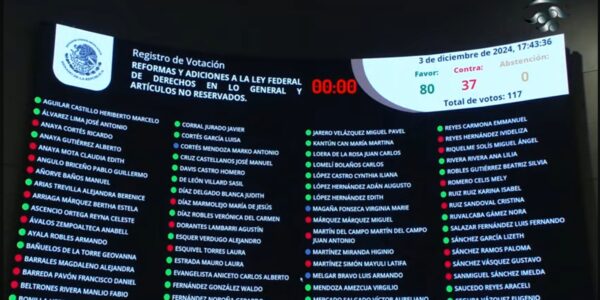 Registro de Votación
REFORMAS Y ADICIONES A LA LEY FEDERAL
DE DERECHOS EN LO GENERAL Y
ARTÍCULOS NO RESERVADOS.
00:00
3 de diciembre de 2024, 17:43:36
Favor: Contra: Abstención:
80 37 0
Total de votos: 117
AGUILAR CASTILLO HERIBERTO MARCELO
ÁLVAREZ LIMA JOSÉ ANTONIO
ANAYA CORTÉS RICARDO
ANAYA GUTIÉRREZ ALBERTO
ANAYA MOTA CLAUDIA EDITH
ANGULO BRICEÑO PABLO GUILLERMO
AÑORVE BAÑOS MANUEL
ARIAS TREVILLA ALEJANDRA BERENICE
ARRIAGA MÁRQUEZ BERTHA ESTELA
ASCENCIO ORTEGA REYNA CELESTE
ÁVALOS ZEMPOALTECA ANABELL
AYALA ROBLES ARMANDO
BAÑUELOS DE LA TORRE GEOVANNA
BARRALES MAGDALENO ALEJANDRA
BARREDA PAVÓN FRANCISCO DANIEL
BELTRONES RIVERA MANLIO FABIO
CORRAL JURADO JAVIER
CORTÉS GARCÍA LUIS
CORTÉS MENDOZA MARKO ANTONIO
CRUZ CASTELLANOS JOSÉ MANUEL
DAVIS CASTRO HOMERO
DE LEÓN VILLARD SASIL
DÍAZ DELGADO BLANCA JUDITH
DÍAZ MARMOLEJO MARÍA DE JESÚS
DÍAZ ROBLES VERÓNICA DEL CARMEN
DORANTES LAMBARRI AGUSTÍN
ESQUER VERDUGO ALEJANDRO
ESQUIVEL TORRES LAURA
ESTRADA MAURO LAURA
EVANGELISTA ANICETO CARLOS ALBERTO
FERNÁNDEZ GONZÁLEZ WALDO
FERNÁNDEZ NOROÑA GERARDO
JARERO VELÁZQUEZ MIGUEL PAVEL
KANTÚN CAN MARÍA MARTINA
LOERA DE LA ROSA JUAN CARLOS
LOMELÍ BOLAÑOS CARLOS
LÓPEZ CASTRO CYNTHIA ILIANA
LÓPEZ HERNÁNDEZ ADÁN AUGUSTO
LÓPEZ HERNÁNDEZ EDITH
MAGAÑA FONSECA VIRGINIA MARIE
MÁRQUEZ MÁRQUEZ MIGUEL
MARTÍN DEL CAMPO MARTÍN DEL CAMPO
JUAN ANTONIO
MARTÍNEZ MIRANDA HIGINIO
MARTÍNEZ SIMÓN MAYULI LATIFA
MELGAR BRAVO LUIS ARMANDO
MENDOZA AMEZCUA VIRGILIO
MERCADO SALGADO VÍCTOR AURELIANO
REYES CARMONA EMMANUEL
REYES HERNÁNDEZ IVIDELIZA
RIQUELME SOLÍS MIGUEL ÁNGEL
RIVERA RIVERA ANA LILIA
ROBLES GUTIÉRREZ BEATRIZ SILVIA
ROMERO CELIS MELY
RUIZ RUIZ KARINA ISABEL
RUIZ SANDOVAL CRISTINA
RUVALCABA GÁMEZ NORA
SALAZAR FERNÁNDEZ LUIS FERNANDO
SÁNCHEZ GARCÍA LIZETH
SÁNCHEZ RAMOS PALOMA
SÁNCHEZ VÁSQUEZ GUSTAVO
SANMIGUEL SÁNCHEZ IMELDA
SAUCEDO REYES ARACELI